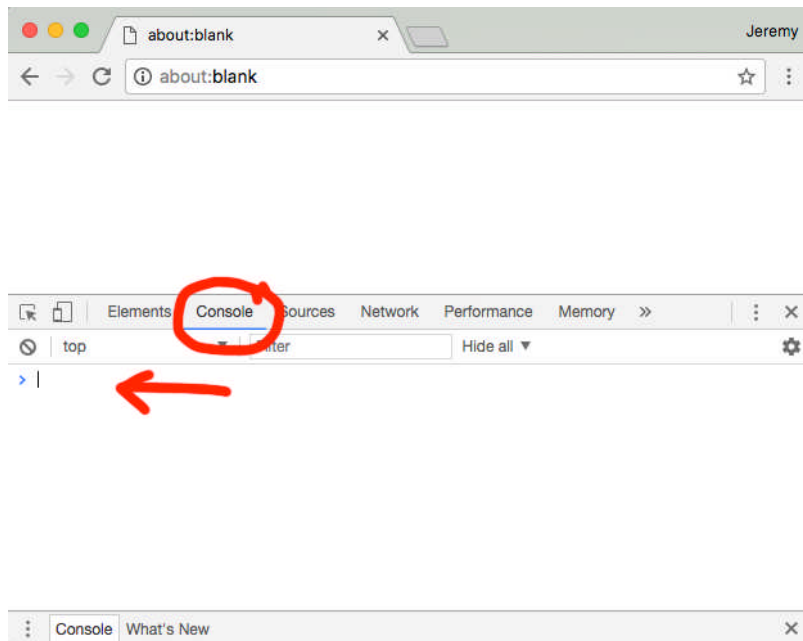 about:blank
Jeremy
about:blank
Elements Console Sources Network Performance Memory
top Filter Hide all
Console What's New